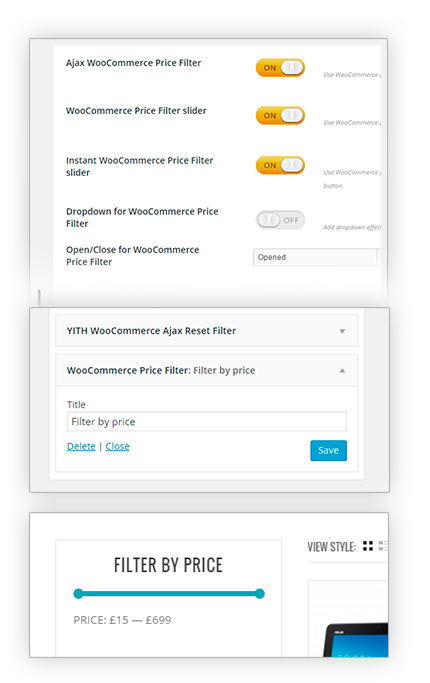 Ajax WooCommerce Price Filter
ON
Use WooCommerce
WooCommerce Price Filter slider
ON
Use WooCommerce
Instant WooCommerce Price Filter
slider
ON
Use WooCommerce
button
Dropdown for WooCommerce Price
Filter
OFF
Add dropdown effect
Open/Close for WooCommerce
Price Filter
Opened
YITH WooCommerce Ajax Reset Filter
WooCommerce Price Filter: Filter by price
Title
Filter by price
Delete | Close
Save
FILTER BY PRICE
PRICE: £15 — £699
VIEW STYLE:
ASUS